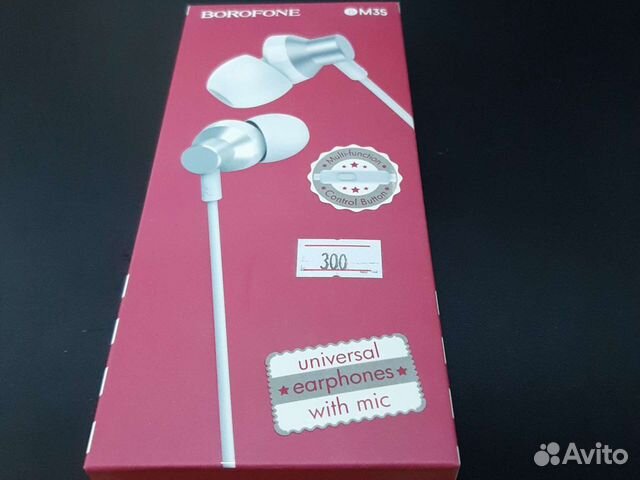 BOROFONE
M35
Multi-function
Control Button
300
universal
★ earphones ★
with mic
Avito